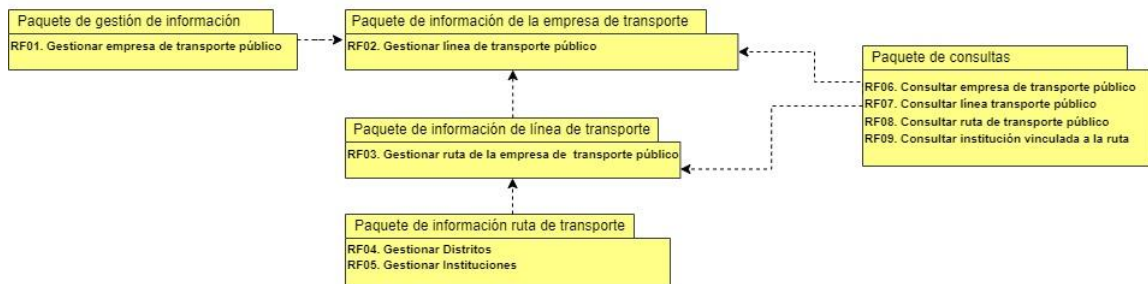 Paquete de gestión de información
RF01. Gestionar empresa de transporte público
Paquete de información de la empresa de transporte
RF02. Gestionar línea de transporte público
Paquete de consultas
RF06. Consultar empresa de transporte público
RF07. Consultar línea transporte público
RF08. Consultar ruta de transporte público
RF09. Consultar institución vinculada a la ruta
Paquete de información de línea de transporte
RF03. Gestionar ruta de la empresa de transporte público
Paquete de información ruta de transporte
RF04. Gestionar Distritos
RF05. Gestionar Instituciones